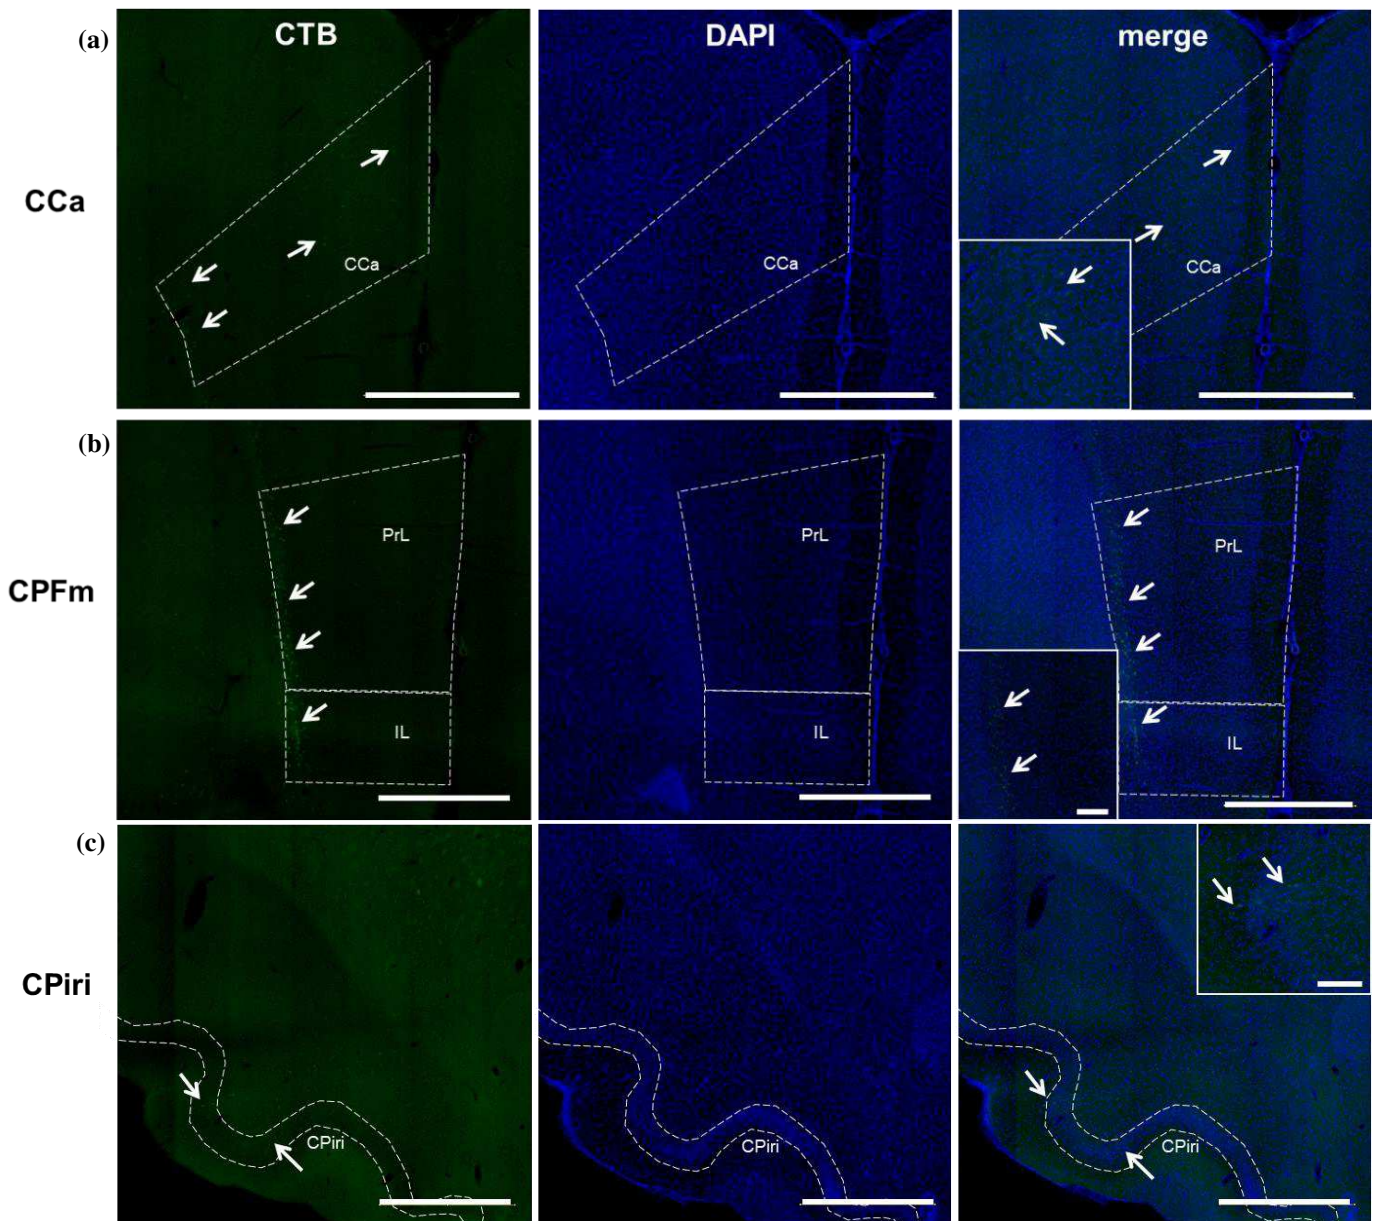 (a) CTB DAPI merge
CCa
CCa CCa CCa
(b)
CPFm
PrL PrL PrL
IL IL IL
(c)
CPiri
CPiri CPiri CPiri